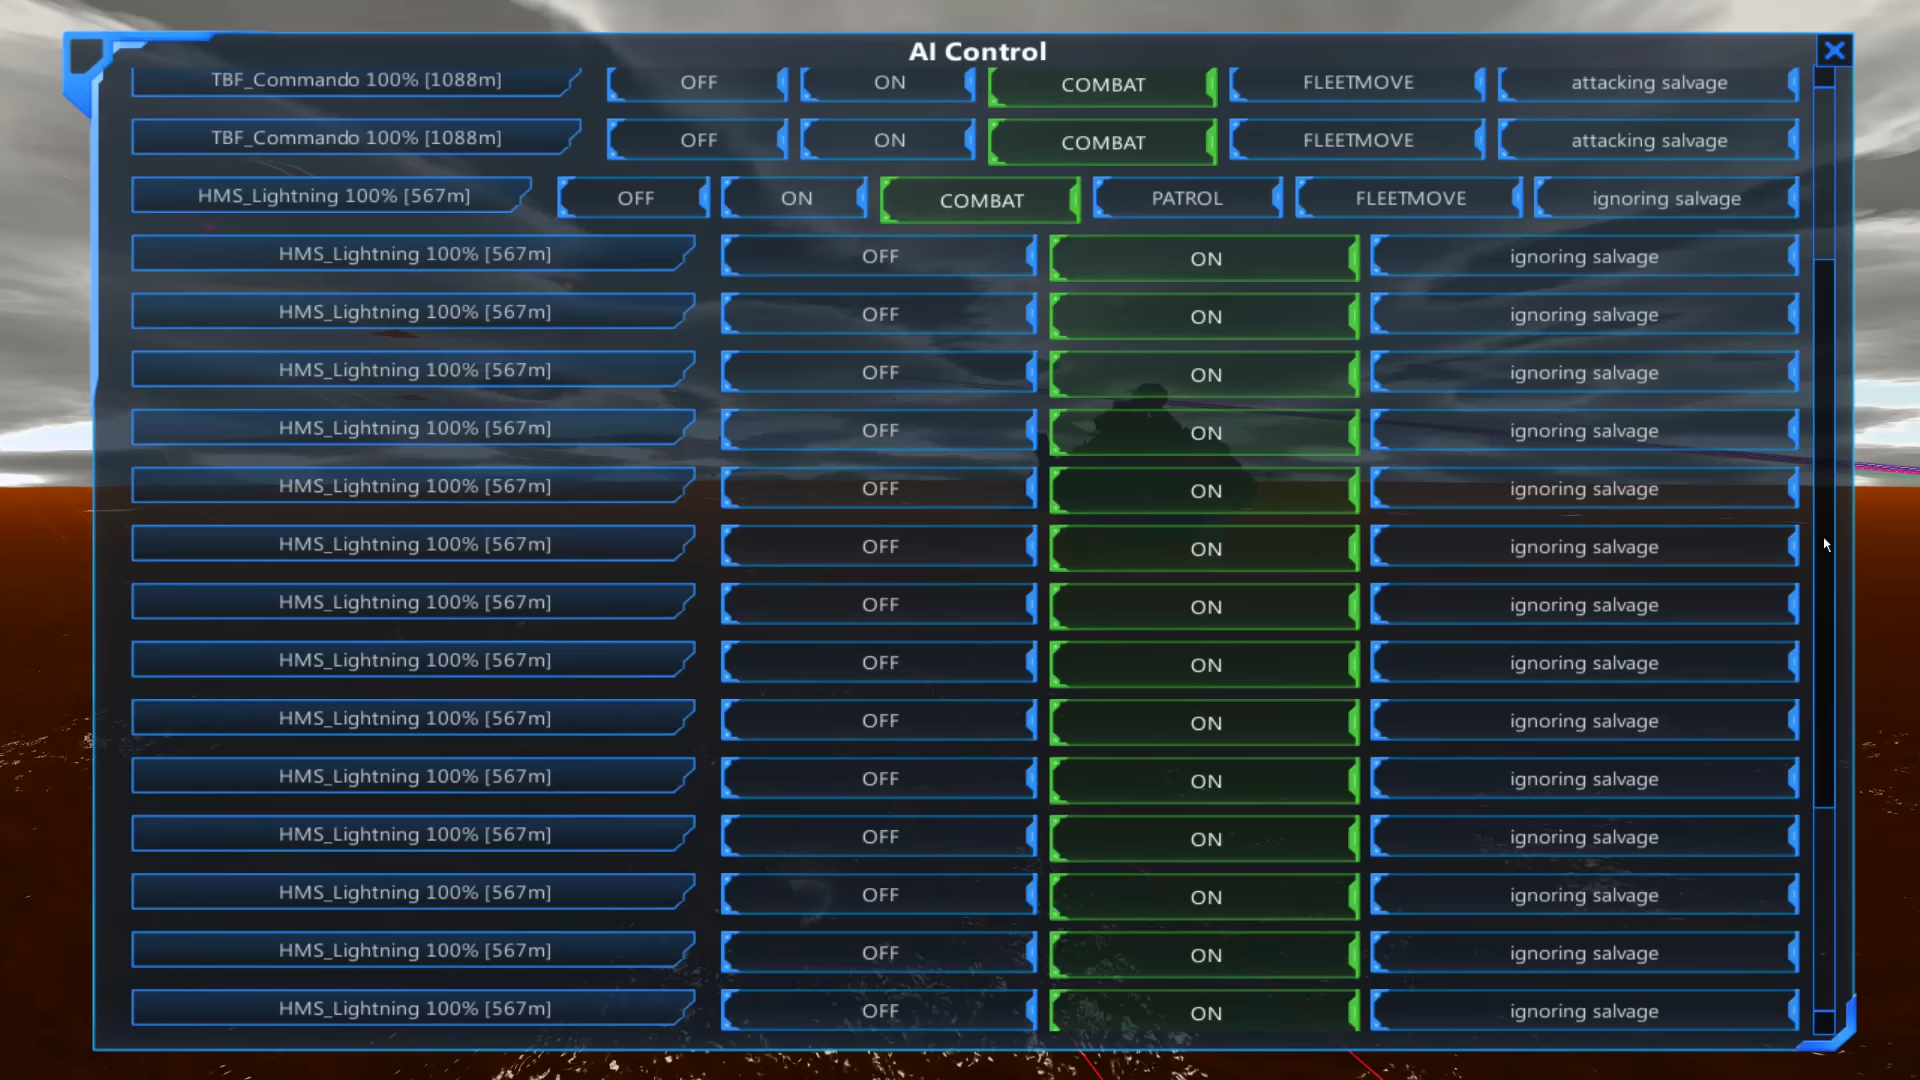 AI Control
TBF_Commando 100% [1088m] OFF ON COMBAT FLEETMOVE attacking salvage
TBF_Commando 100% [1088m] OFF ON COMBAT FLEETMOVE attacking salvage
HMS_Lightning 100% [567m] OFF ON COMBAT PATROL FLEETMOVE ignoring salvage
HMS_Lightning 100% [567m] OFF ON ignoring salvage
HMS_Lightning 100% [567m] OFF ON ignoring salvage
HMS_Lightning 100% [567m] OFF ON ignoring salvage
HMS_Lightning 100% [567m] OFF ON ignoring salvage
HMS_Lightning 100% [567m] OFF ON ignoring salvage
HMS_Lightning 100% [567m] OFF ON ignoring salvage
HMS_Lightning 100% [567m] OFF ON ignoring salvage
HMS_Lightning 100% [567m] OFF ON ignoring salvage
HMS_Lightning 100% [567m] OFF ON ignoring salvage
HMS_Lightning 100% [567m] OFF ON ignoring salvage
HMS_Lightning 100% [567m] OFF ON ignoring salvage
HMS_Lightning 100% [567m] OFF ON ignoring salvage
HMS_Lightning 100% [567m] OFF ON ignoring salvage
HMS_Lightning 100% [567m] OFF ON ignoring salvage